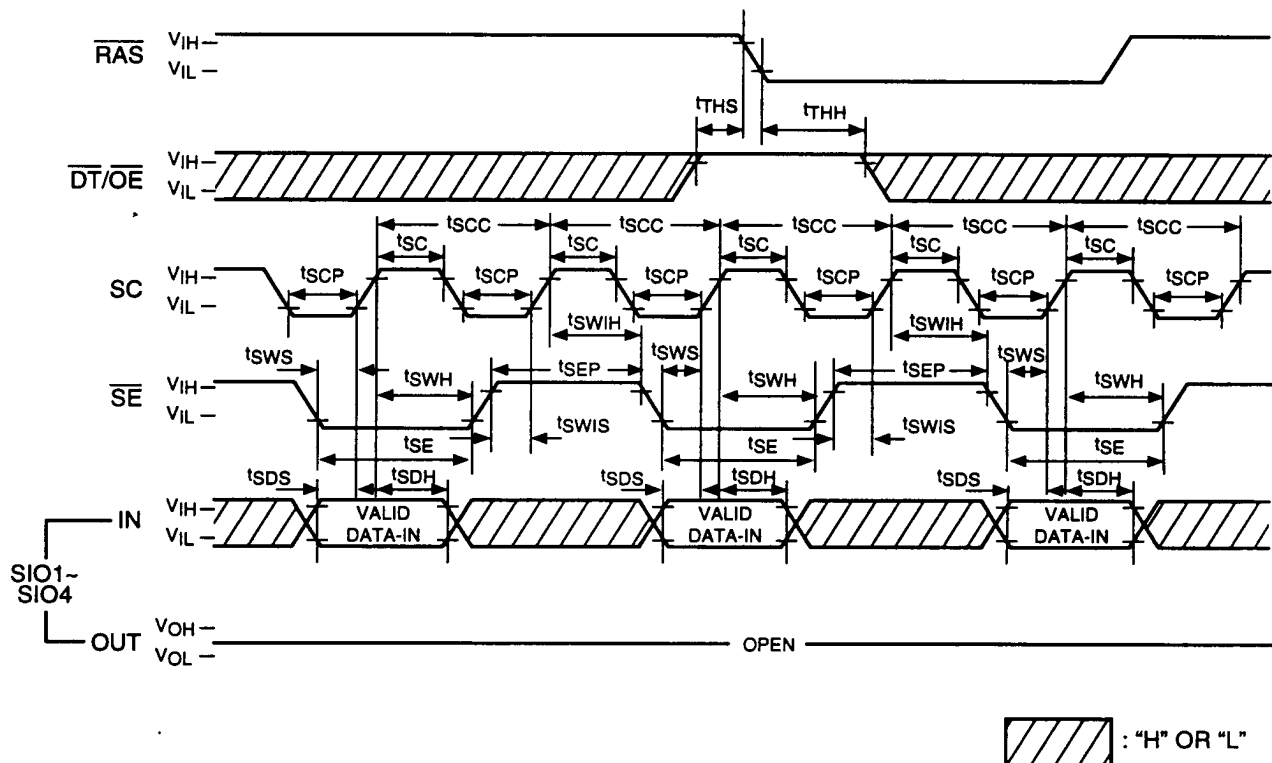 RAS VIH
VIL
tTHS tTHH
DT/OE VIH
VIL
tSCC tSCC tSCC tSCC tSCC
tSC tSC tSC tSC tSC
SC VIH
VIL
tSCP tSCP tSCP tSCP tSCP tSCP
tSWIH tSWIH
tSWS tSWS tSWS
SE VIH
VIL
tSWH tSEP tSWH tSEP tSWH
tSE tSWIS tSE tSWIS tSE
tSDS tSDH tSDS tSDH tSDS tSDH
IN VIH
VIL
VALID DATA-IN
VALID DATA-IN
VALID DATA-IN
SIO1~
SIO4
OUT VOH
VOL
OPEN
: "H" OR "L"